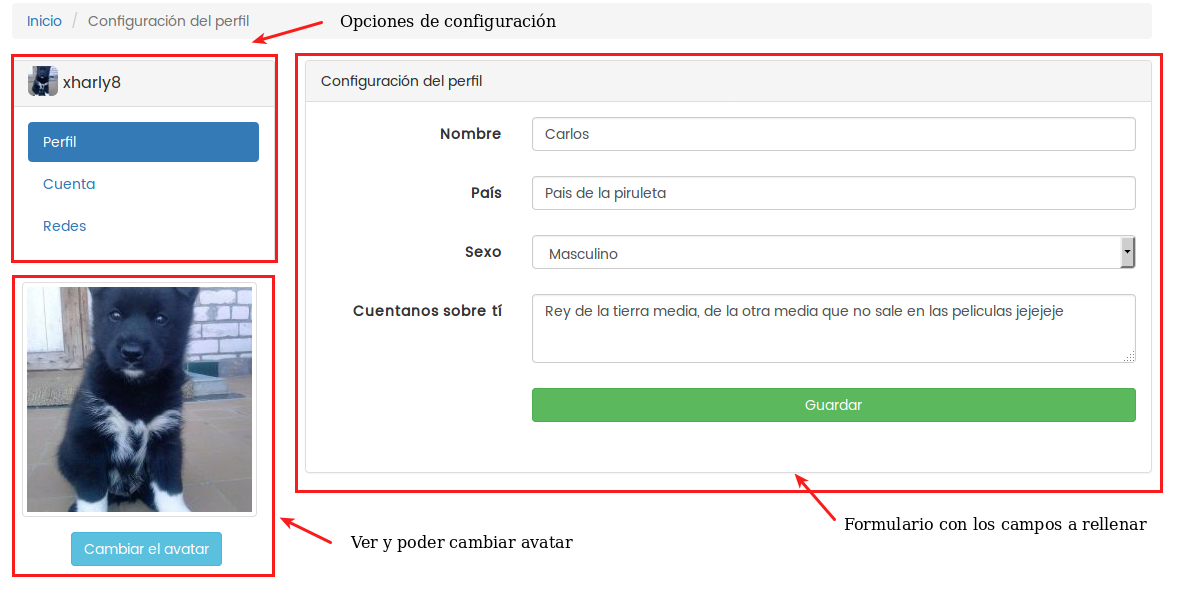 Inicio / Configuración del perfil
Opciones de configuración
xharly8
Perfil
Cuenta
Redes
Cambiar el avatar
Ver y poder cambiar avatar
Configuración del perfil
Nombre Carlos
País Pais de la piruleta
Sexo Masculino
Cuentanos sobre tí Rey de la tierra media, de la otra media que no sale en las peliculas jejejeje
Guardar
Formulario con los campos a rellenar